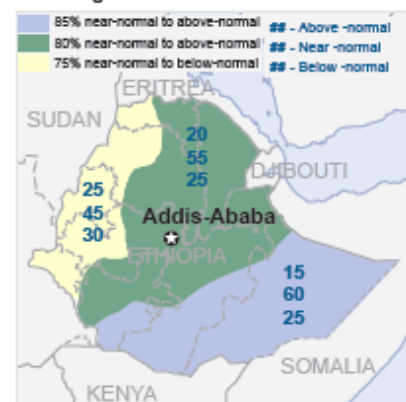 85% near-normal to above-normal
80% near-normal to above-normal
75% near-normal to below-normal
## - Above -normal
## - Near -normal
## - Below -normal
ERITREA
SUDAN
20
55
25
DJIBOUTI
25
45
30
Addis-Ababa
ETHIOPIA
15
60
25
SOMALIA
KENYA